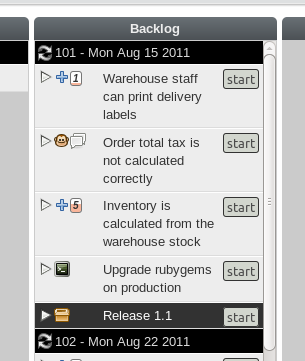 Backlog
101 - Mon Aug 15 2011
1
Warehouse staff
can print delivery
labels
start
Order total tax is
not calculated
correctly
start
5
Inventory is
calculated from the
warehouse stock
start
Upgrade rubygems
on production
start
Release 1.1
start
102 - Mon Aug 22 2011